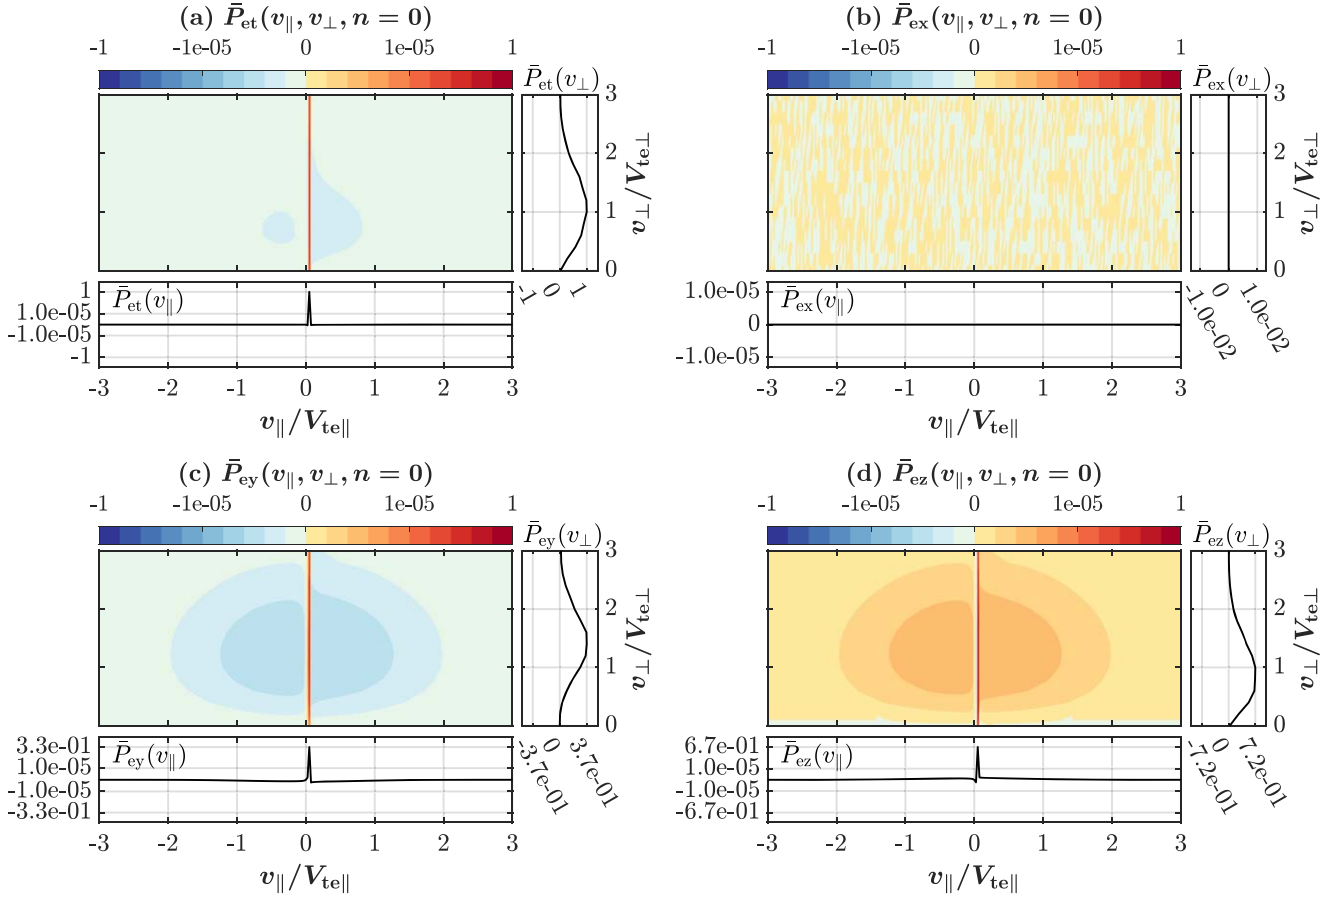 (a) P̄et(v∥, v⊥, n = 0)
-1 -1e-05 0 1e-05 1
P̄et(v⊥)
3
2
1
0
v⊥/Vte⊥
-1 0 1
P̄et(v∥)
1
1.0e-05
-1.0e-05
-1
-3 -2 -1 0 1 2 3
v∥/Vte∥
(b) P̄ex(v∥, v⊥, n = 0)
-1 -1e-05 0 1e-05 1
P̄ex(v⊥)
3
2
1
0
v⊥/Vte⊥
-1.0e-02 0 1.0e-02
P̄ex(v∥)
1.0e-05
0
-1.0e-05
-3 -2 -1 0 1 2 3
v∥/Vte∥
(c) P̄ey(v∥, v⊥, n = 0)
-1 -1e-05 0 1e-05 1
P̄ey(v⊥)
3
2
1
0
v⊥/Vte⊥
-3.7e-01 0 3.7e-01
P̄ey(v∥)
3.3e-01
1.0e-05
-1.0e-05
-3.3e-01
-3 -2 -1 0 1 2 3
v∥/Vte∥
(d) P̄ez(v∥, v⊥, n = 0)
-1 -1e-05 0 1e-05 1
P̄ez(v⊥)
3
2
1
0
v⊥/Vte⊥
-7.2e-01 0 7.2e-01
P̄ez(v∥)
6.7e-01
1.0e-05
-1.0e-05
-6.7e-01
-3 -2 -1 0 1 2 3
v∥/Vte∥